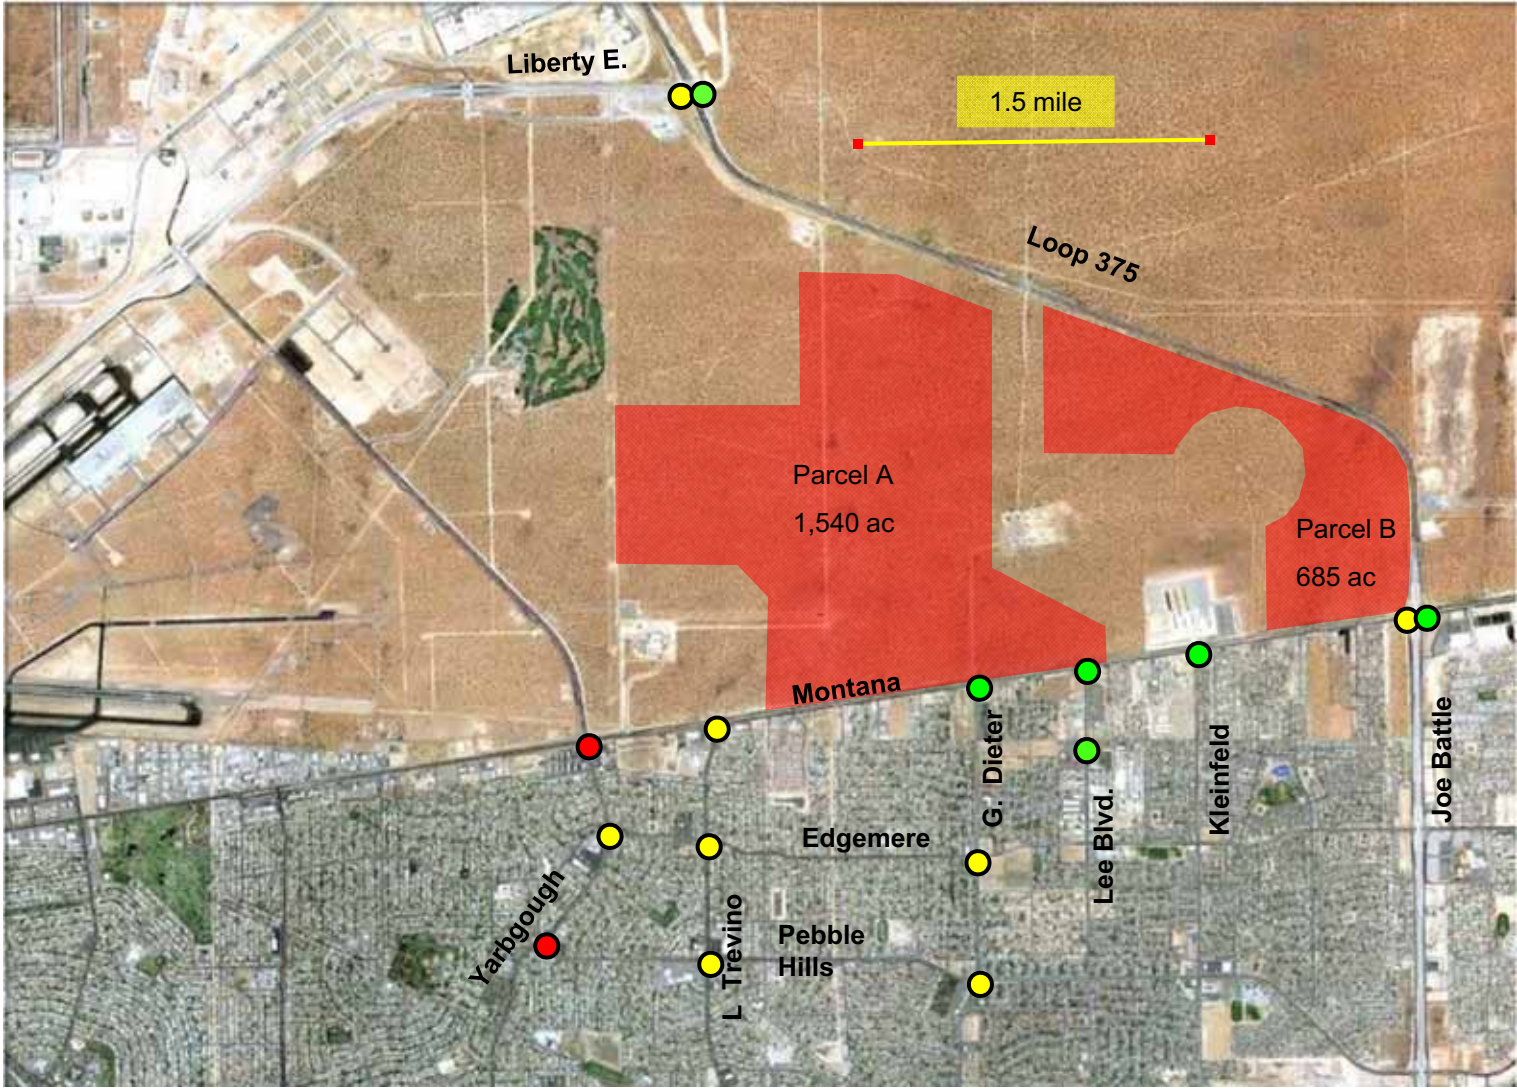 Liberty E.
1.5 mile
Loop 375
Parcel A
1,540 ac
Parcel B
685 ac
Montana
G. Dieter
Lee Blvd.
Kleinfeld
Joe Battle
Edgemere
Yarbgough
L Trevino
Pebble
Hills